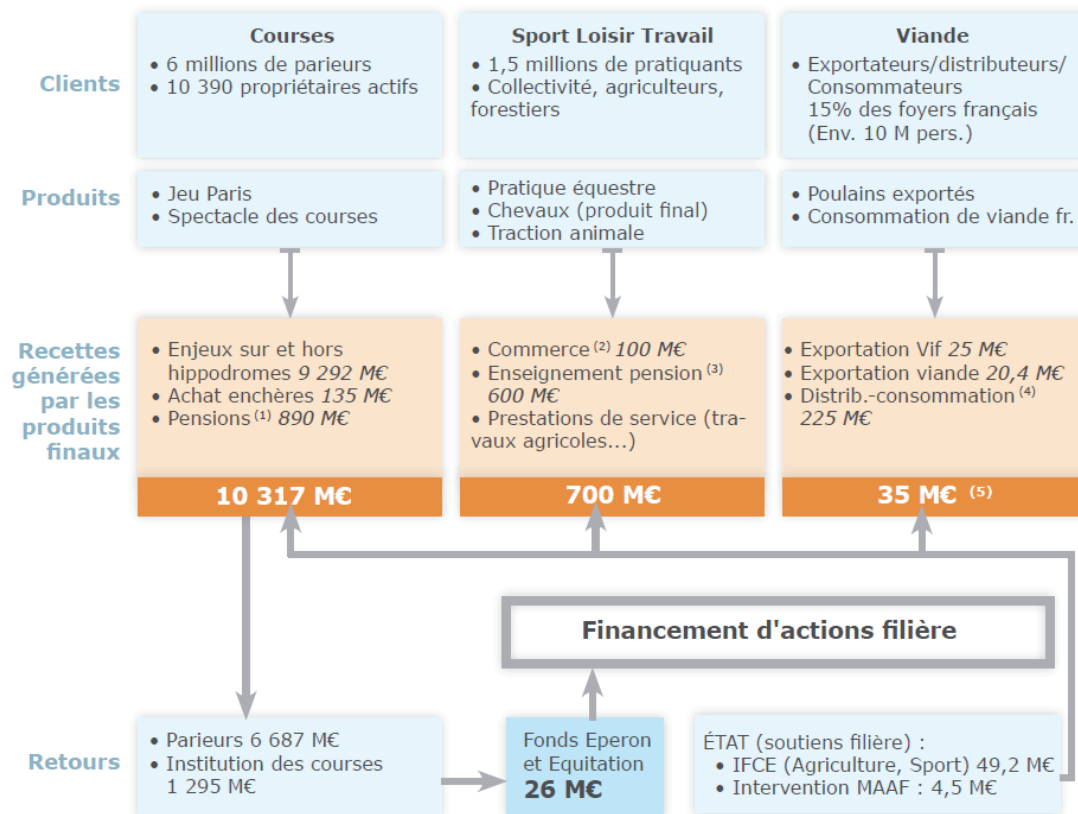 Clients
Courses
• 6 millions de parieurs
• 10 390 propriétaires actifs
Sport Loisir Travail
• 1,5 millions de pratiquants
• Collectivité, agriculteurs,
forestiers
Viande
• Exportateurs/distributeurs/
Consommateurs
15% des foyers français
(Env. 10 M pers.)
Produits
• Jeu Paris
• Spectacle des courses
• Pratique équestre
• Chevaux (produit final)
• Traction animale
• Poulains exportés
• Consommation de viande fr.
Recettes
générées
par les
produits
finaux
• Enjeux sur et hors
hippodromes 9 292 M€
• Achat enchères 135 M€
• Pensions (1) 890 M€
10 317 M€
• Commerce (2) 100 M€
• Enseignement pension (3)
600 M€
• Prestations de service (tra-
vaux agricoles...)
700 M€
• Exportation Vif 25 M€
• Exportation viande 20,4 M€
• Distrib.-consommation (4)
225 M€
35 M€ (5)
Financement d'actions filière
Retours
• Parieurs 6 687 M€
• Institution des courses
1 295 M€
Fonds Eperon
et Equitation
26 M€
ÉTAT (soutiens filière) :
• IFCE (Agriculture, Sport) 49,2 M€
• Intervention MAAF : 4,5 M€